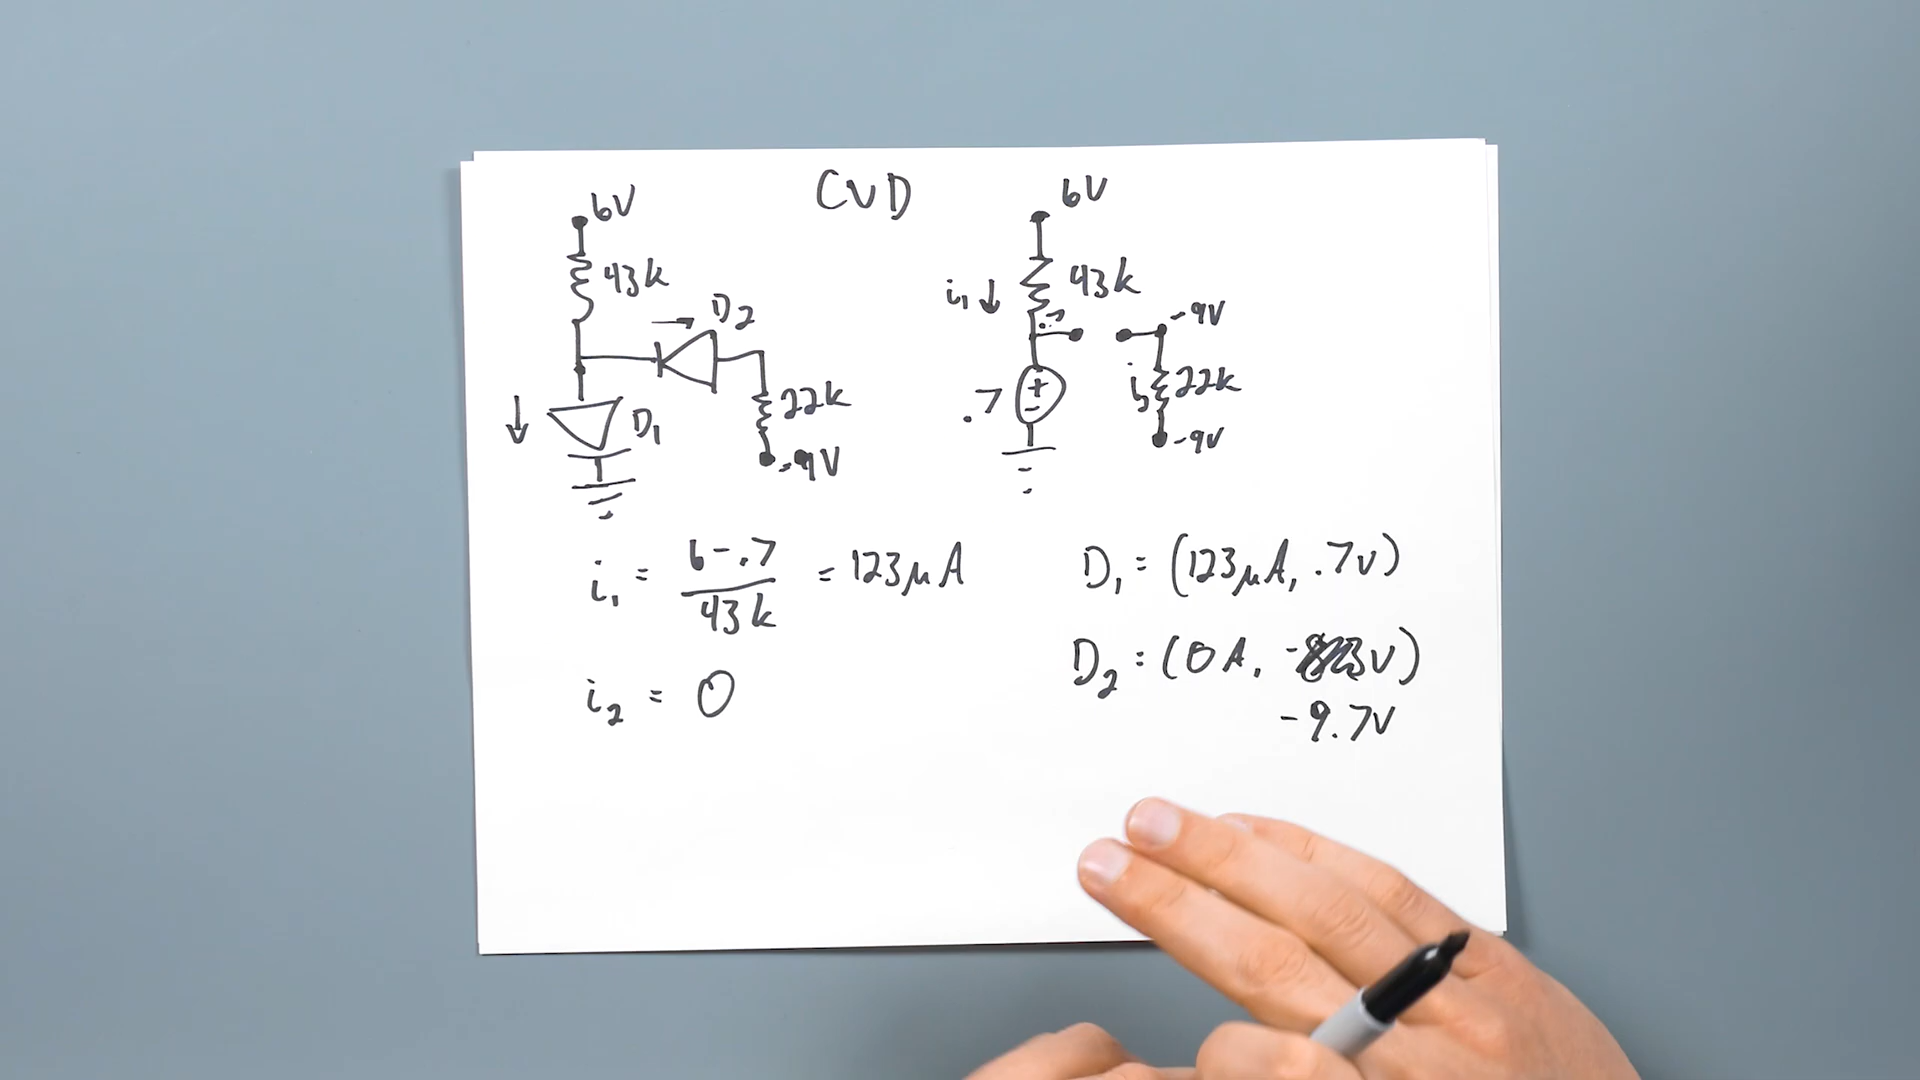 CVD
6V
43k
D2
22k
-9V
D1
6V
i1
43k
.7
-9V
.7
22k
-9V
i1 = 6-.7 / 43k = 123μA
i2 = 0
D1 = (123μA, .7v)
D2 = (0A, - V)
-9.7V